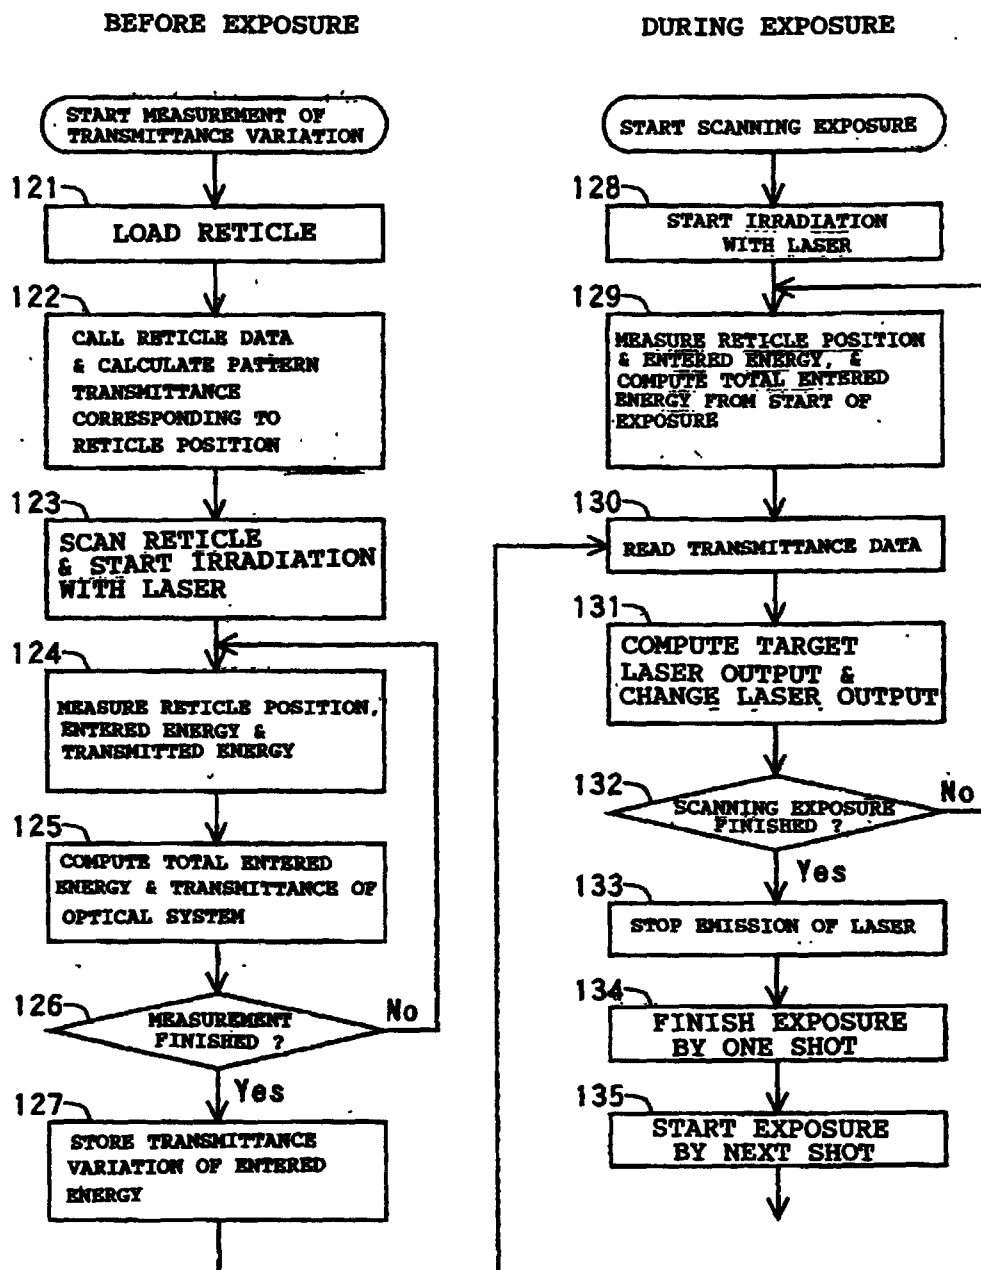 BEFORE EXPOSURE
START MEASUREMENT OF
TRANSMITTANCE VARIATION
121
LOAD RETICLE
122
CALL RETICLE DATA
& CALCULATE PATTERN
TRANSMITTANCE
CORRESPONDING TO
RETICLE POSITION
123
SCAN RETICLE
& START IRRADIATION
WITH LASER
124
MEASURE RETICLE POSITION,
ENTERED ENERGY &
TRANSMITTED ENERGY
125
COMPUTE TOTAL ENTERED
ENERGY & TRANSMITTANCE OF
OPTICAL SYSTEM
126
MEASUREMENT
FINISHED ?
No
Yes
127
STORE TRANSMITTANCE
VARIATION OF ENTERED
ENERGY
DURING EXPOSURE
START SCANNING EXPOSURE
128
START IRRADIATION
WITH LASER
129
MEASURE RETICLE POSITION
& ENTERED ENERGY, &
COMPUTE TOTAL ENTERED
ENERGY FROM START OF
EXPOSURE
130
READ TRANSMITTANCE DATA
131
COMPUTE TARGET
LASER OUTPUT &
CHANGE LASER OUTPUT
132
SCANNING EXPOSURE
FINISHED ?
No
Yes
133
STOP EMISSION OF LASER
134
FINISH EXPOSURE
BY ONE SHOT
135
START EXPOSURE
BY NEXT SHOT